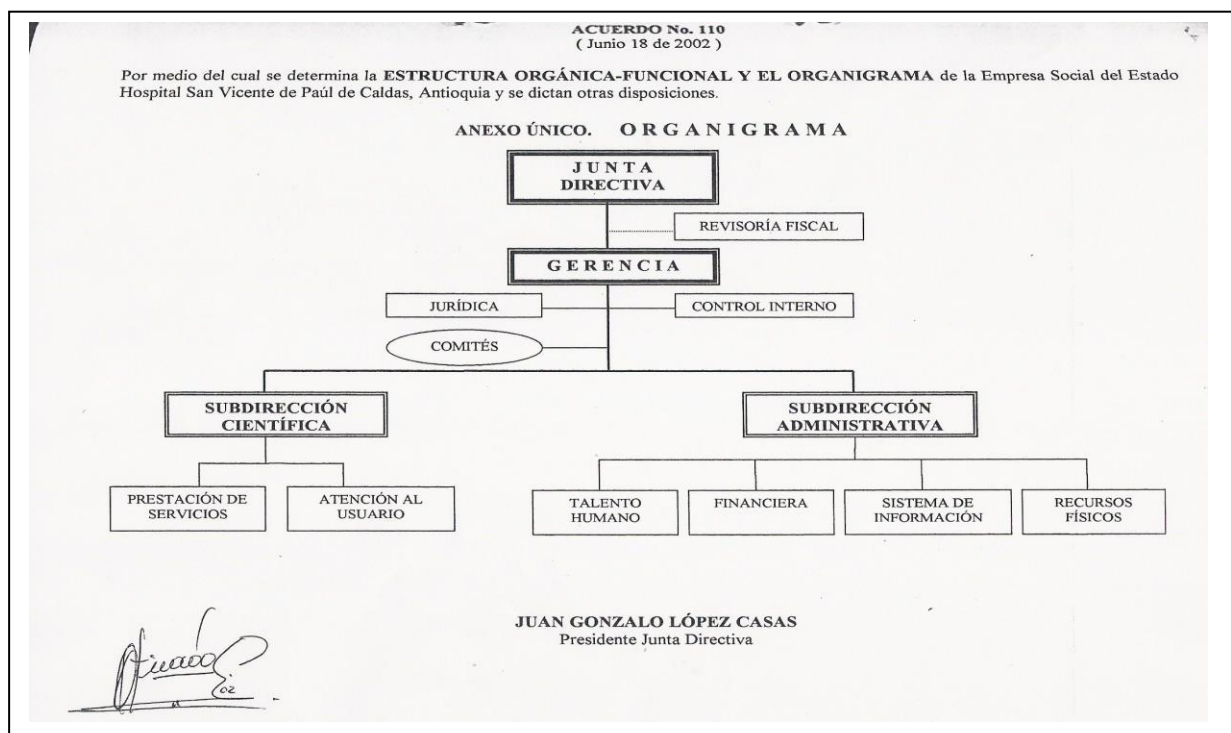 ACUERDO No. 110
( Junio 18 de 2002 )
Por medio del cual se determina la ESTRUCTURA ORGÁNICA-FUNCIONAL Y EL ORGANIGRAMA de la Empresa Social del Estado
Hospital San Vicente de Paúl de Caldas, Antioquia y se dictan otras disposiciones.
ANEXO ÚNICO. ORGANIGRAMA
JUNTA
DIRECTIVA
REVISORÍA FISCAL
GERENCIA
JURÍDICA
CONTROL INTERNO
COMITÉS
SUBDIRECCIÓN
CIENTÍFICA
SUBDIRECCIÓN
ADMINISTRATIVA
PRESTACIÓN DE
SERVICIOS
ATENCIÓN AL
USUARIO
TALENTO
HUMANO
FINANCIERA
SISTEMA DE
INFORMACIÓN
RECURSOS
FÍSICOS
JUAN GONZALO LÓPEZ CASAS
Presidente Junta Directiva